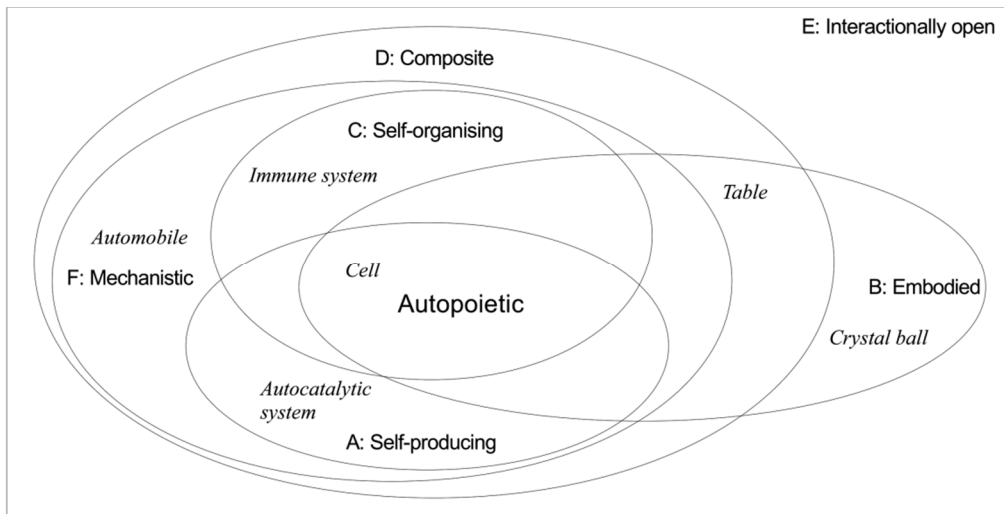 E: Interactionally open
D: Composite
C: Self-organising
Immune system
Table
Automobile
F: Mechanistic
Cell
B: Embodied
Autopoietic
Crystal ball
Autocatalytic
system
A: Self-producing